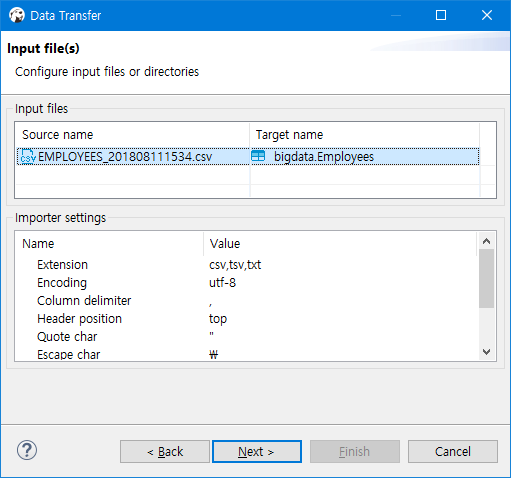 Data Transfer
Input file(s)
Configure input files or directories
Input files
Source name Target name
EMPLOYEES_201808111534.csv bigdata.Employees
Importer settings
Name Value
Extension csv,tsv,txt
Encoding utf-8
Column delimiter ,
Header position top
Quote char "
Escape char ₩
? < Back Next > Finish Cancel